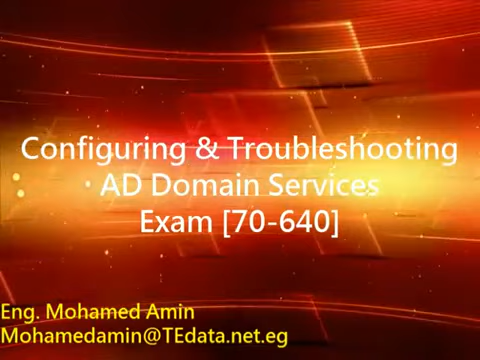 Configuring & Troubleshooting
AD Domain Services
Exam [70-640]
Eng. Mohamed Amin
Mohamedamin@TEdata.net.eg